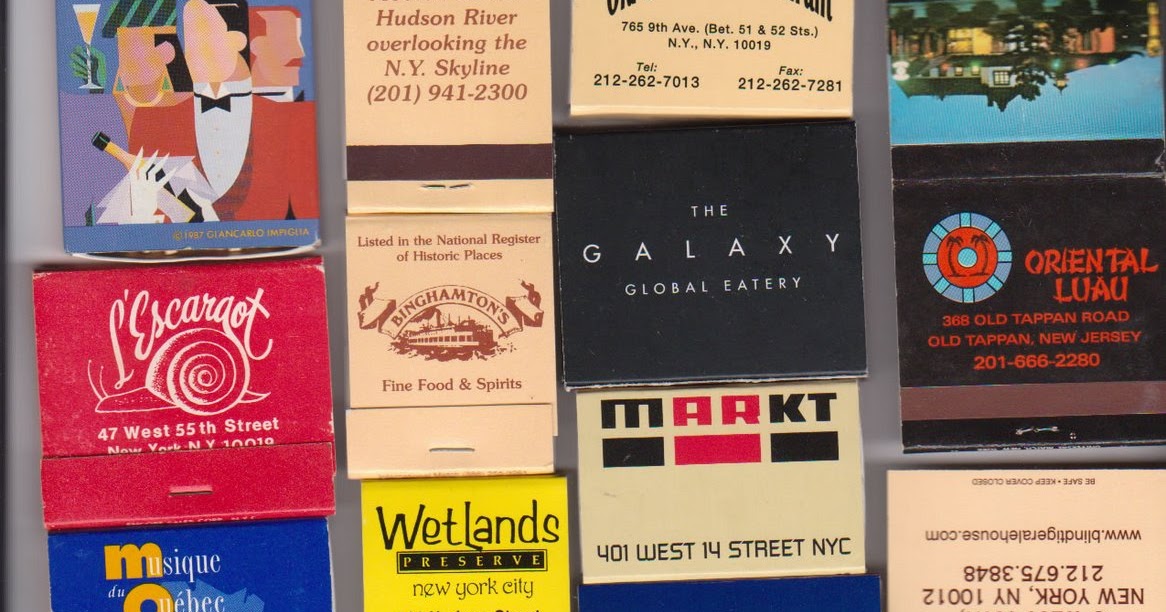 ©1987 GIANCARLO IMPIGLIA
L'Escargot
47 West 55th Street
New York N.Y. 10019
Musique
du
Québec
Hudson River
overlooking the
N.Y. Skyline
(201) 941-2300
Listed in the National Register
of Historic Places
BINGHAMTON'S
Fine Food & Spirits
WetLands
PRESERVE
new york city
765 9th Ave. (Bet. 51 & 52 Sts.)
N.Y., N.Y. 10019
Tel:
212-262-7013
Fax:
212-262-7281
THE
GALAXY
GLOBAL EATERY
MARKT
401 WEST 14 STREET NYC
ORIENTAL
LUAU
368 OLD TAPPAN ROAD
OLD TAPPAN, NEW JERSEY
201-666-2280
NEW YORK, NY 10012
212.675.3848
www.blindtigeralehouse.com
BE SAFE • KEEP COVER CLOSED